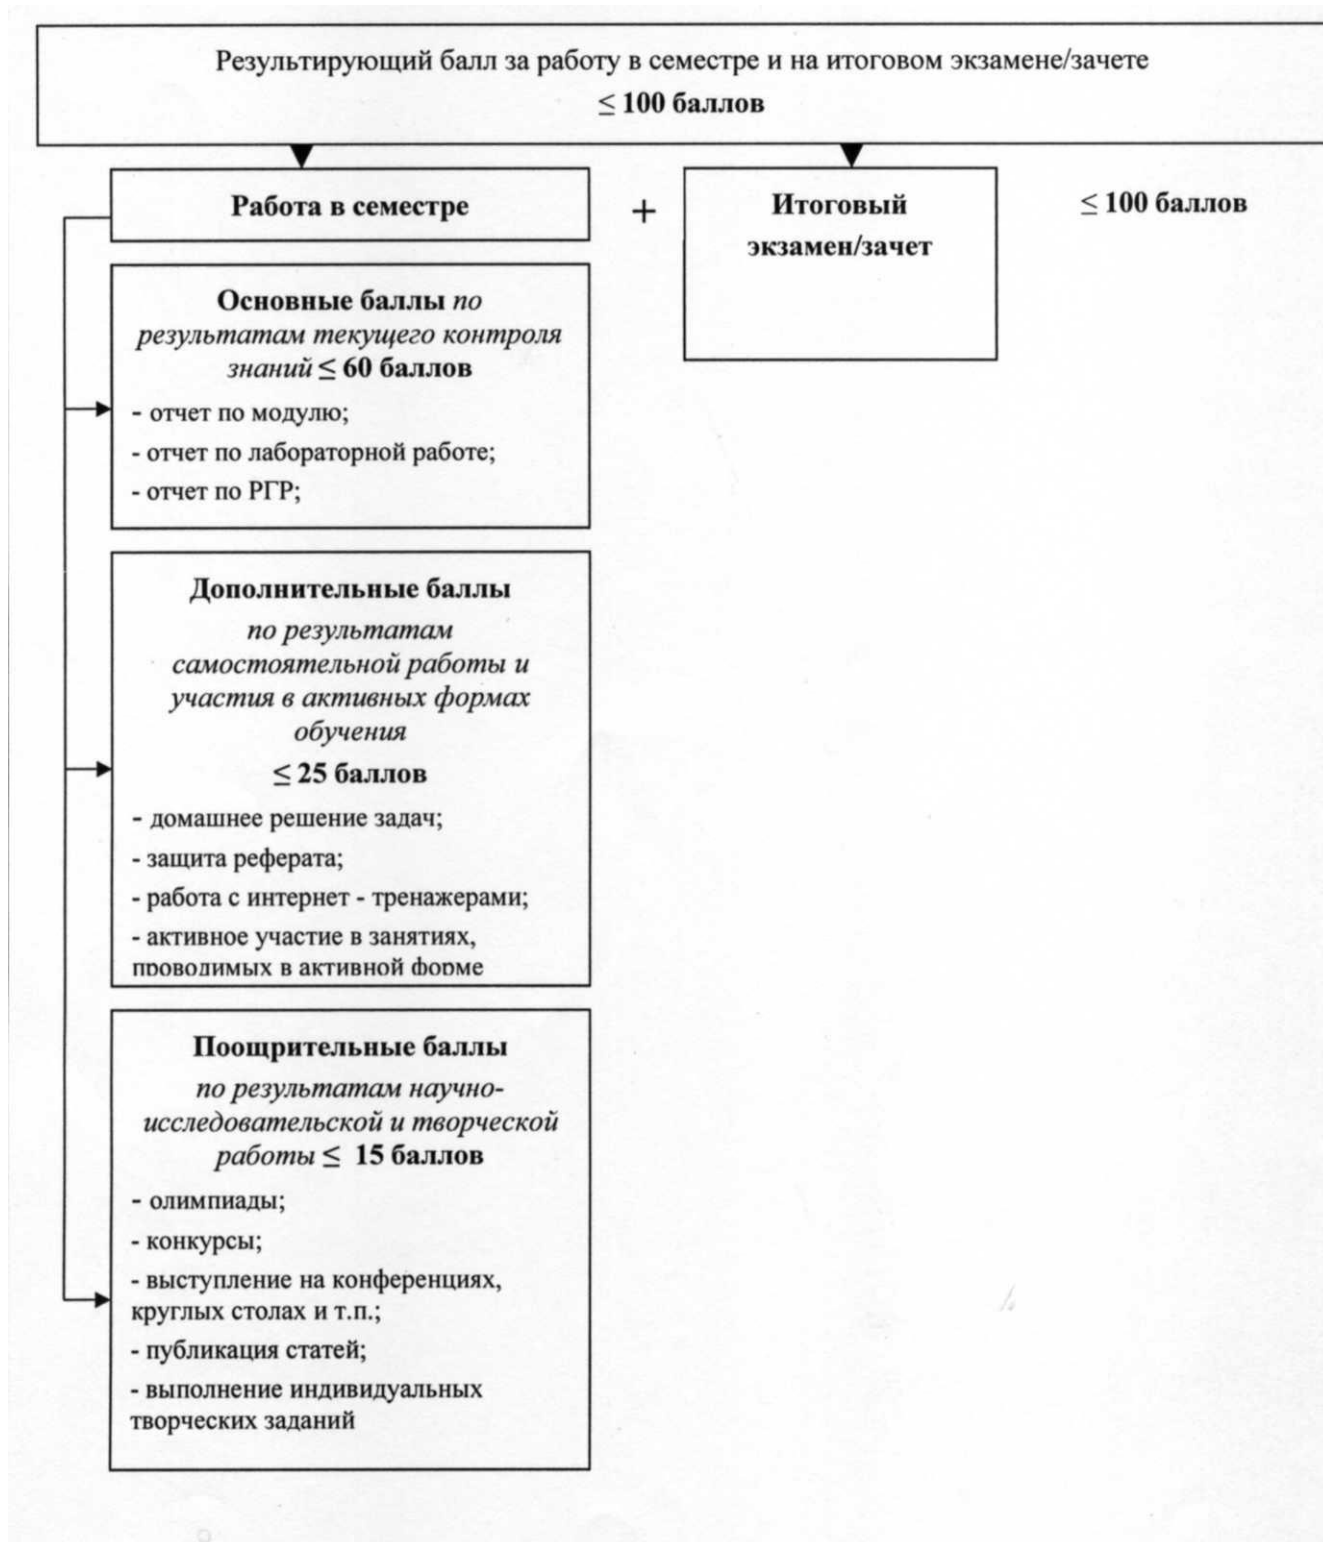 Результирующий балл за работу в семестре и на итоговом экзамене/зачете
≤ 100 баллов
Работа в семестре
+
Итоговый
экзамен/зачет
≤ 100 баллов
Основные баллы по
результатам текущего контроля
знаний ≤ 60 баллов
- отчет по модулю;
- отчет по лабораторной работе;
- отчет по РГР;
Дополнительные баллы
по результатам
самостоятельной работы и
участия в активных формах
обучения
≤ 25 баллов
- домашнее решение задач;
- защита реферата;
- работа с интернет - тренажерами;
- активное участие в занятиях,
проводимых в активной форме
Поощрительные баллы
по результатам научно-
исследовательской и творческой
работы ≤ 15 баллов
- олимпиады;
- конкурсы;
- выступление на конференциях,
круглых столах и т.п.;
- публикация статей;
- выполнение индивидуальных
творческих заданий